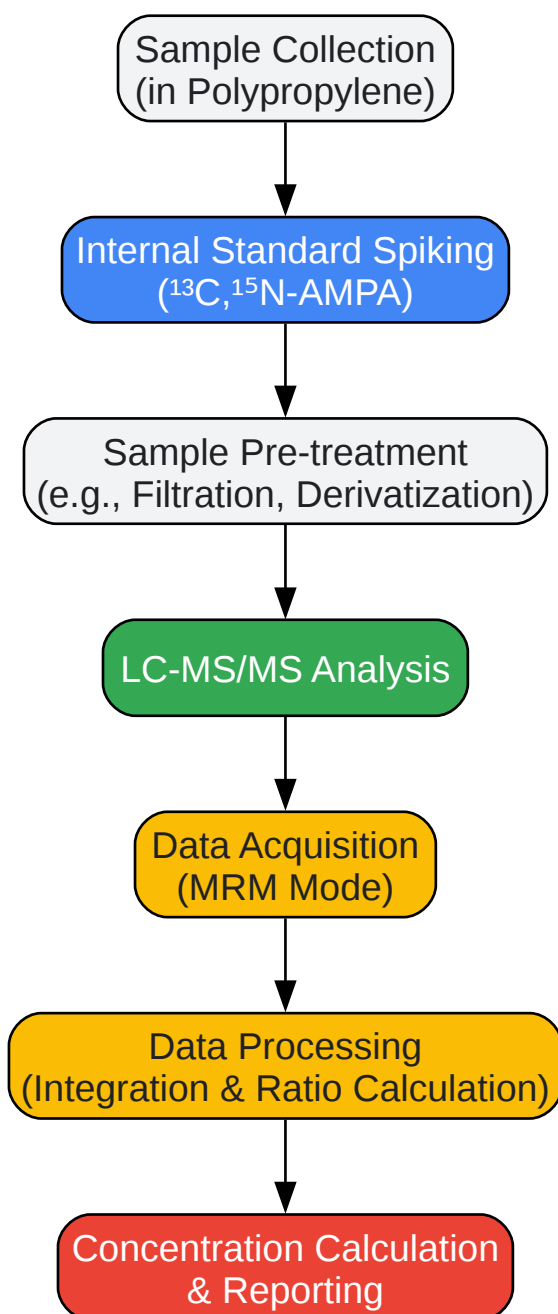 Sample Collection
(in Polypropylene)
Internal Standard Spiking
(¹³C,¹⁵N-AMPA)
Sample Pre-treatment
(e.g., Filtration, Derivatization)
LC-MS/MS Analysis
Data Acquisition
(MRM Mode)
Data Processing
(Integration & Ratio Calculation)
Concentration Calculation
& Reporting